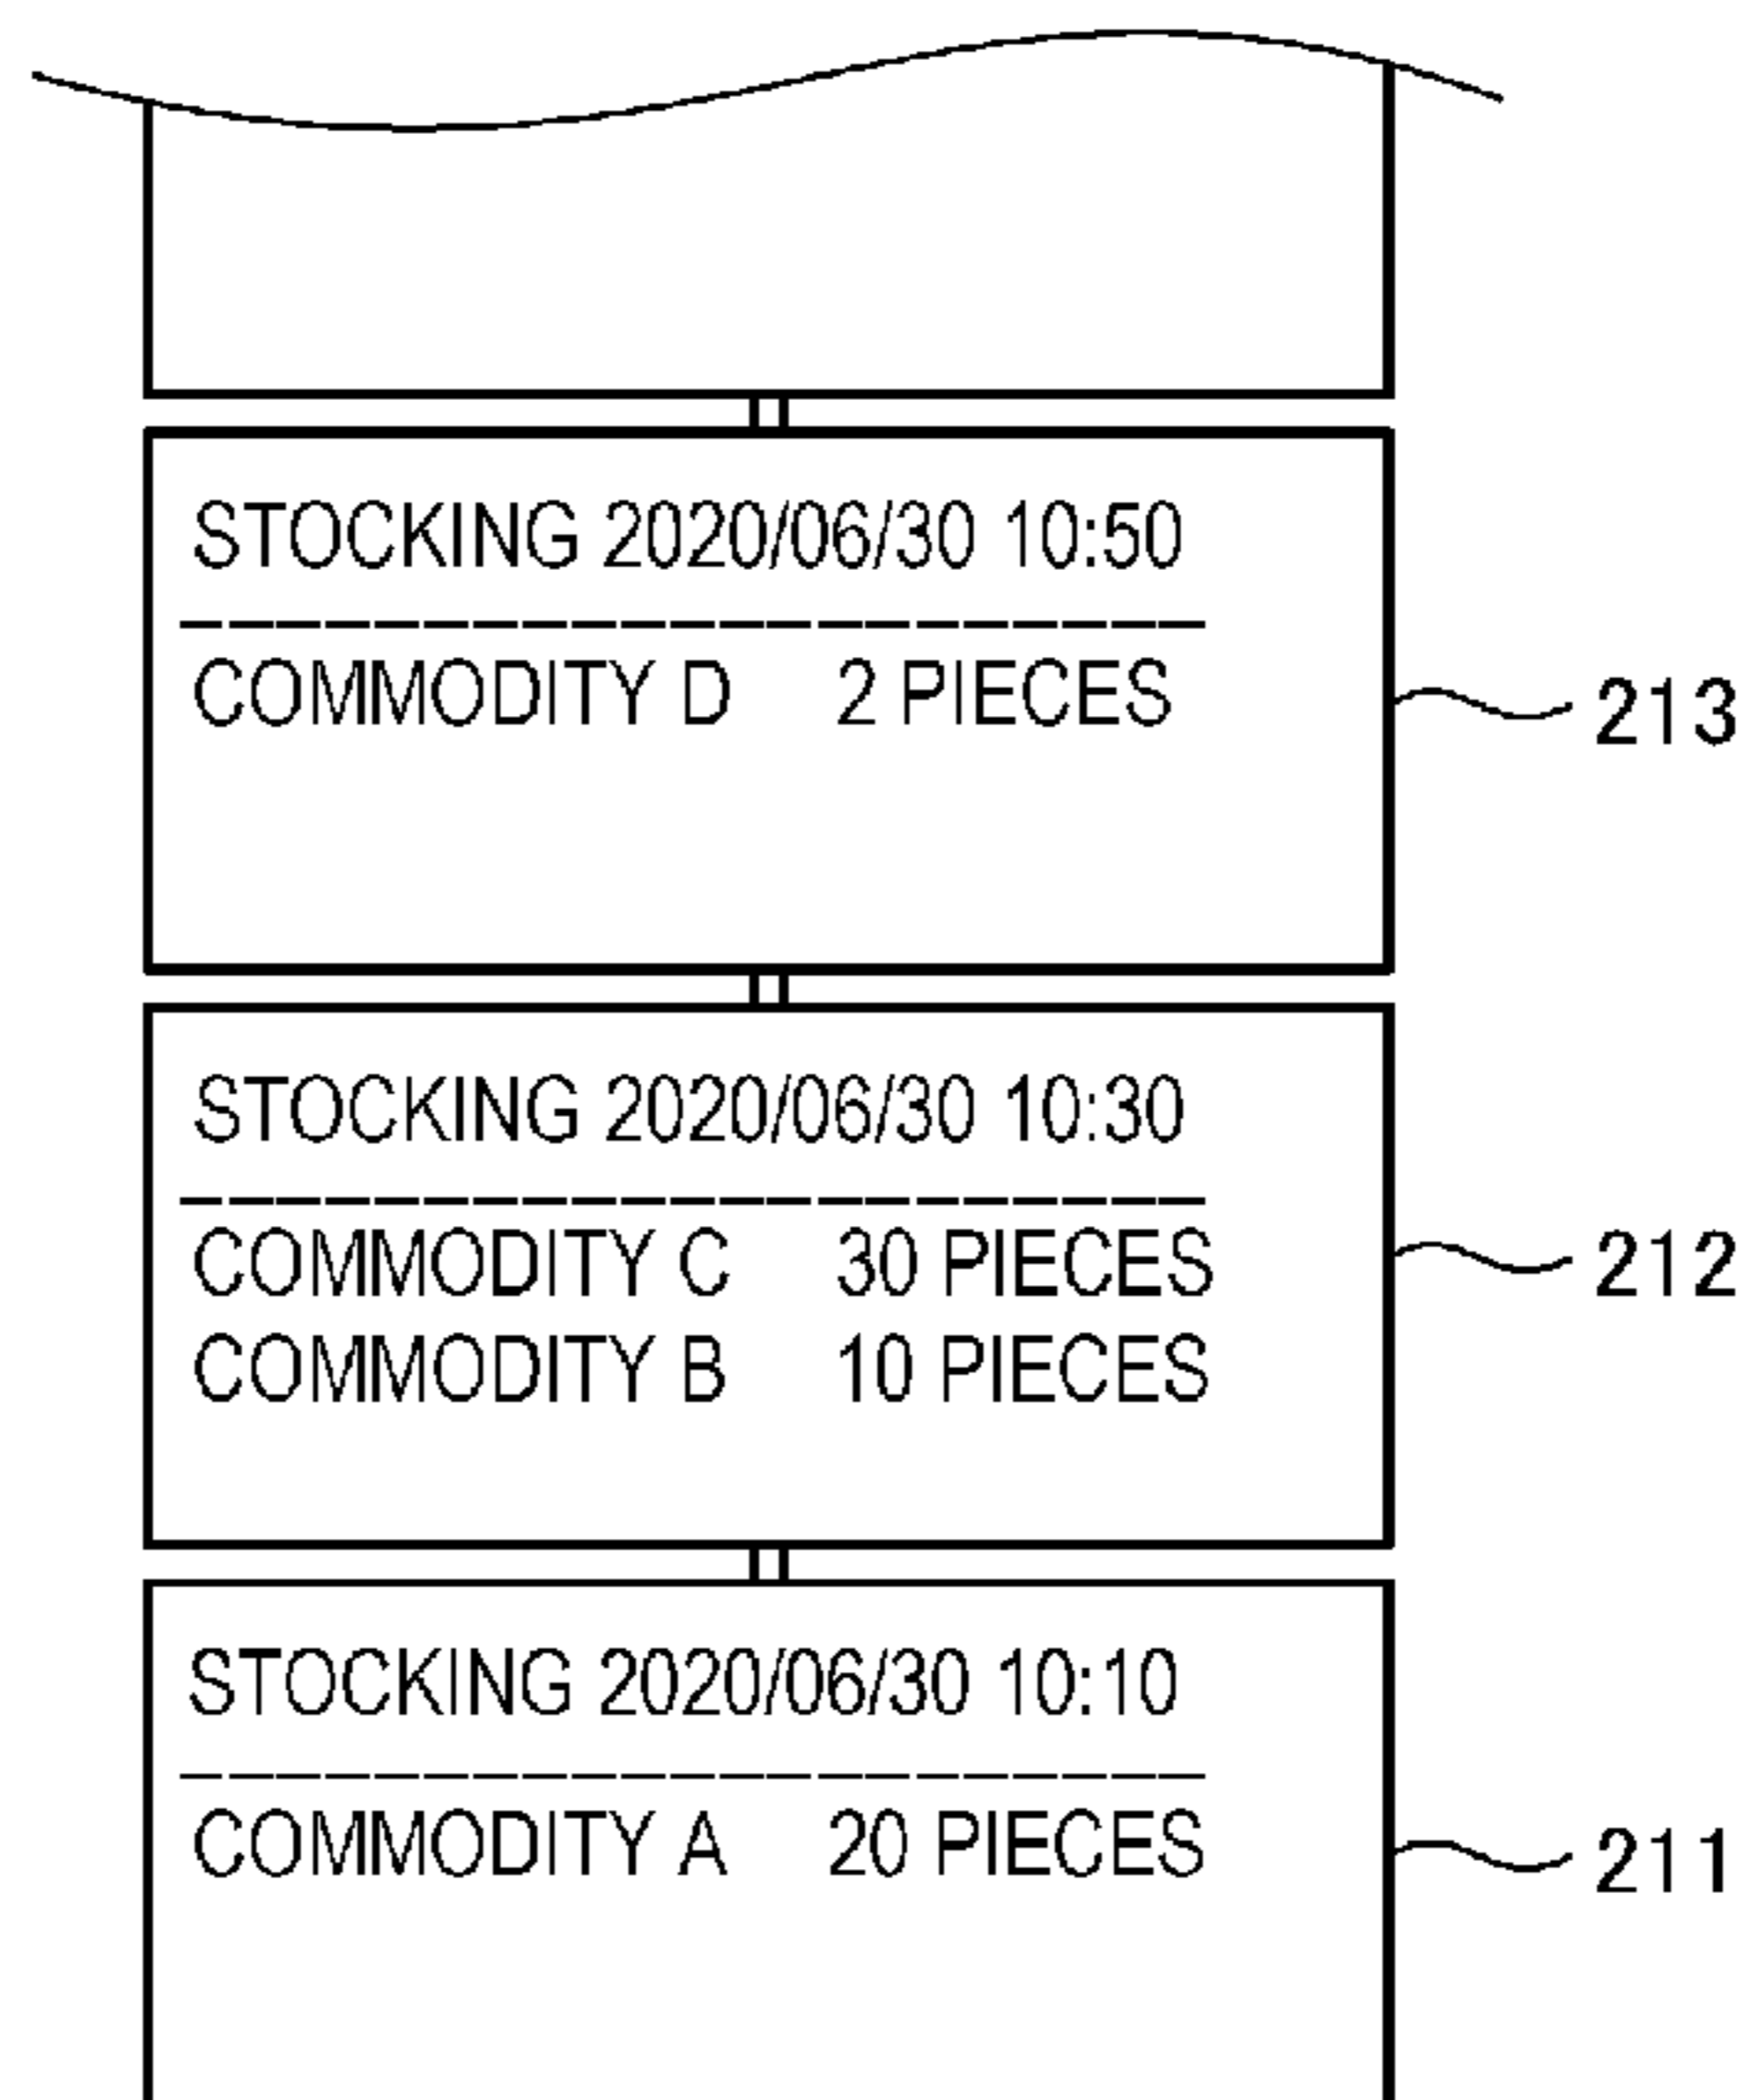 STOCKING 2020/06/30 10:50
COMMODITY D 2 PIECES
213
STOCKING 2020/06/30 10:30
COMMODITY C 30 PIECES
212
COMMODITY B 10 PIECES
STOCKING 2020/06/30 10:10
COMMODITY A 20 PIECES
211